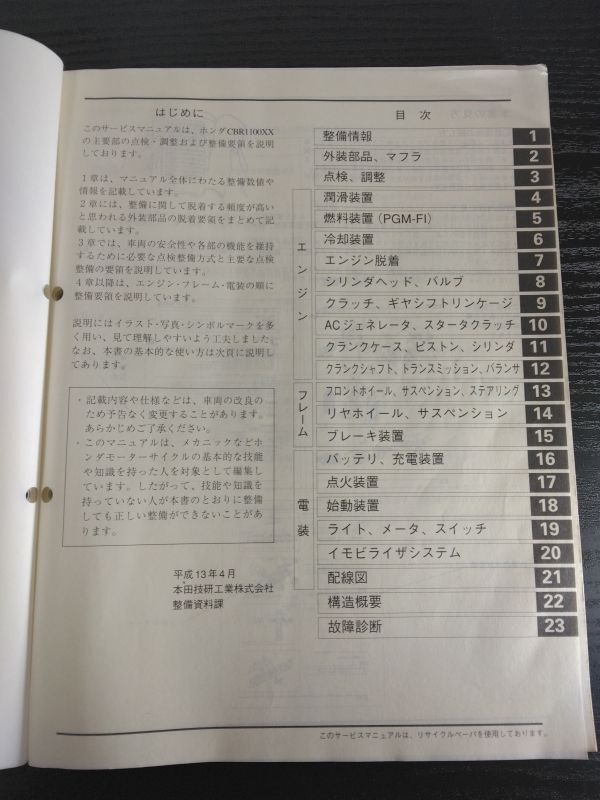 はじめに
このサービスマニュアルは、ホンダCBR1100XX
の主要部の点検・調整および整備要領を説明
しております。
1章は、マニュアル全体にわたる整備数値や
情報を記載しています。
2章には、整備に関して脱着する頻度が高い
と思われる外装部品の脱着要領をまとめて記
載しています。
3章では、車両の安全性や各部の機能を維持
するために必要な点検整備方式と主要な点検
整備の要領を説明しています。
4章以降は、エンジン・フレーム・電装の順に
整備要領を説明していますが。
説明にはイラスト・写真・シンボルマークを多
く用い、見て理解しやすいよう工夫しました。
なお、本書の基本的な使い方は次頁に説明し
てあります。
・記載内容や仕様などは、車両の改良の
ため予告なく変更することがあります。
あらかじめご了承ください。
・このマニュアルは、メカニックなどホ
ンダモーターサイクルの基本的な技能
や知識を持った人を対象として編集し
ています。したがって、技能や知識を
持っていない人が本書のとおりに整備
しても正しい整備ができないことがあ
ります。
平成13年4月
本田技研工業株式会社
整備資料課
目 次
整備情報 1
外装部品、マフラ 2
点検、調整 3
エンジン
潤滑装置 4
燃料装置(PGM-FI) 5
冷却装置 6
エンジン脱着 7
シリンダヘッド、バルブ 8
クラッチ、ギヤシフトリンケージ 9
ACジェネレータ、スタータクラッチ 10
クランクケース、ピストン、シリンダ 11
クランクシャフト、トランスミッション、バランサ 12
フレーム
フロントホイール、サスペンション、ステアリング 13
リヤホイール、サスペンション 14
ブレーキ装置 15
電装
バッテリ、充電装置 16
点火装置 17
始動装置 18
ライト、メータ、スイッチ 19
イモビライザシステム 20
配線図 21
構造概要 22
故障診断 23
このサービスマニュアルは、リサイクルペーパを使用しております。